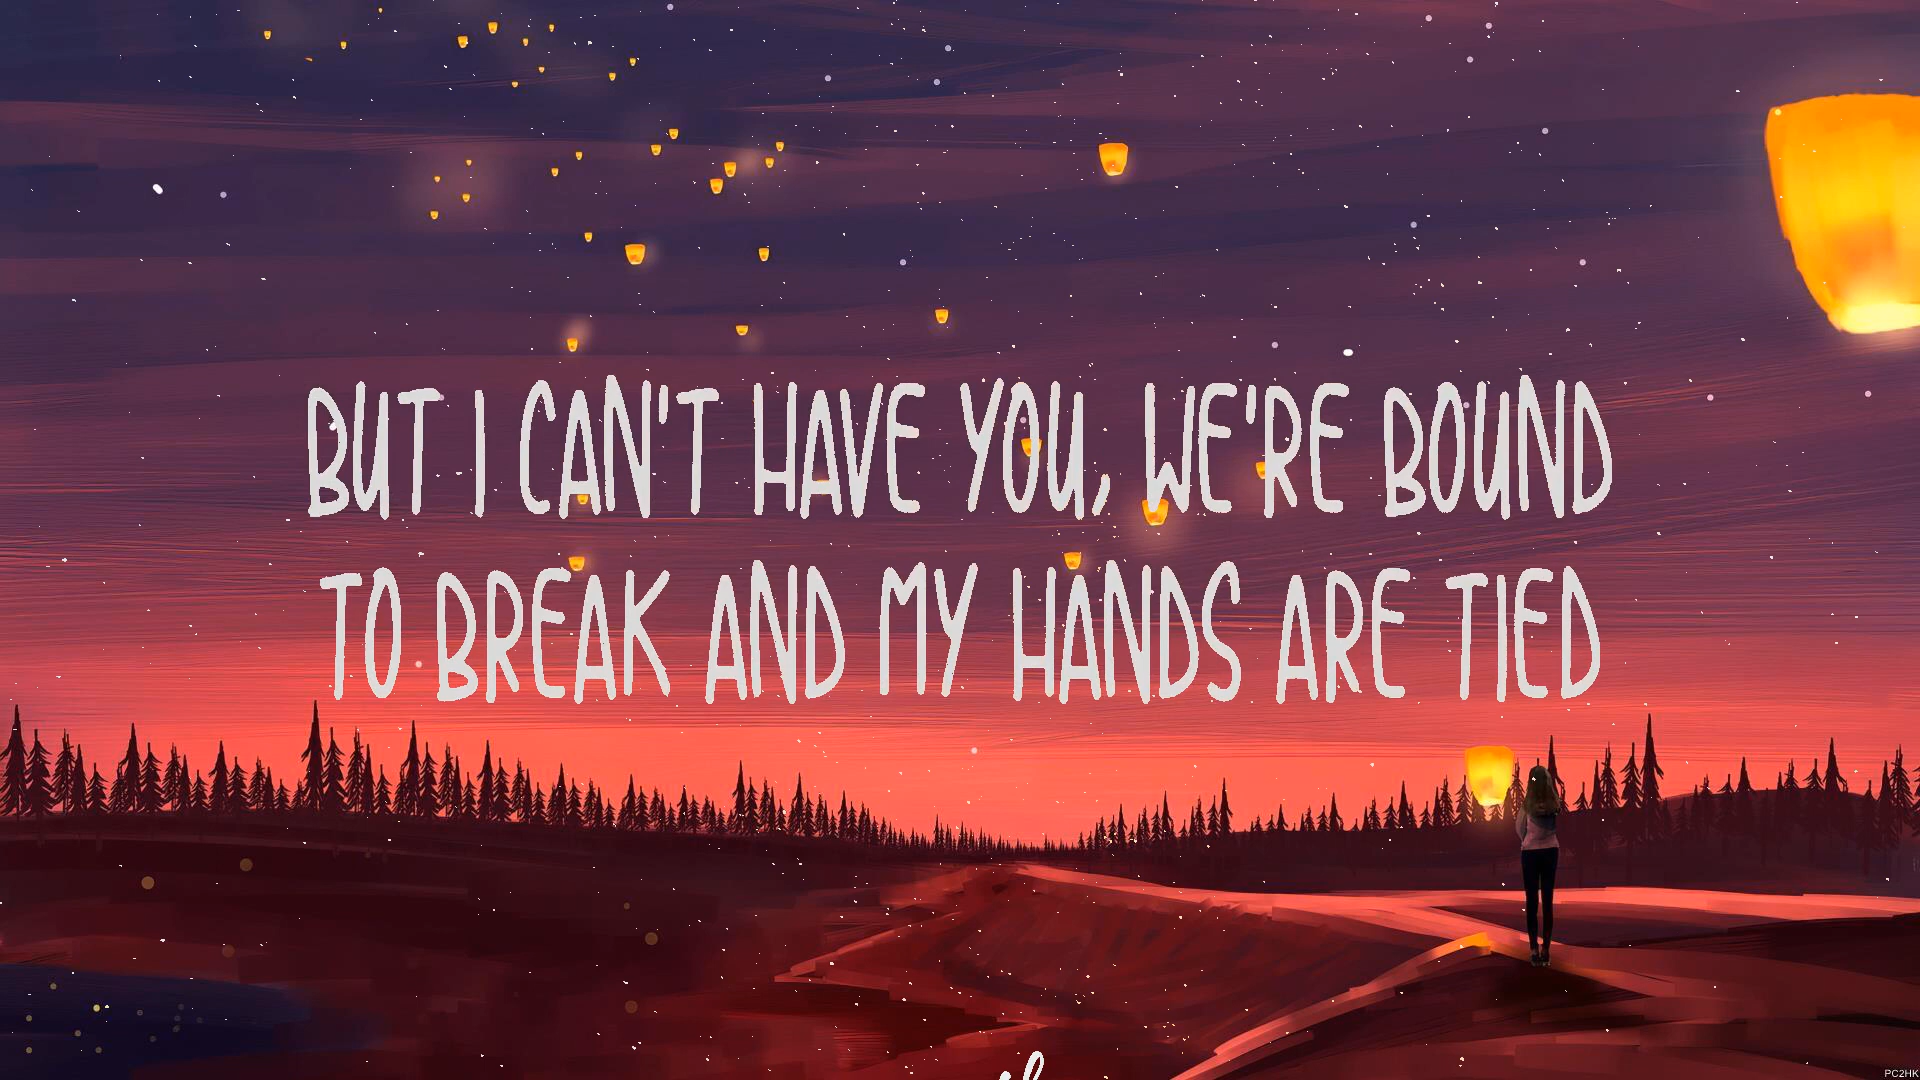 BUT I CAN'T HAVE YOU, WE'RE BOUND
TO BREAK AND MY HANDS ARE TIED
PC2HK